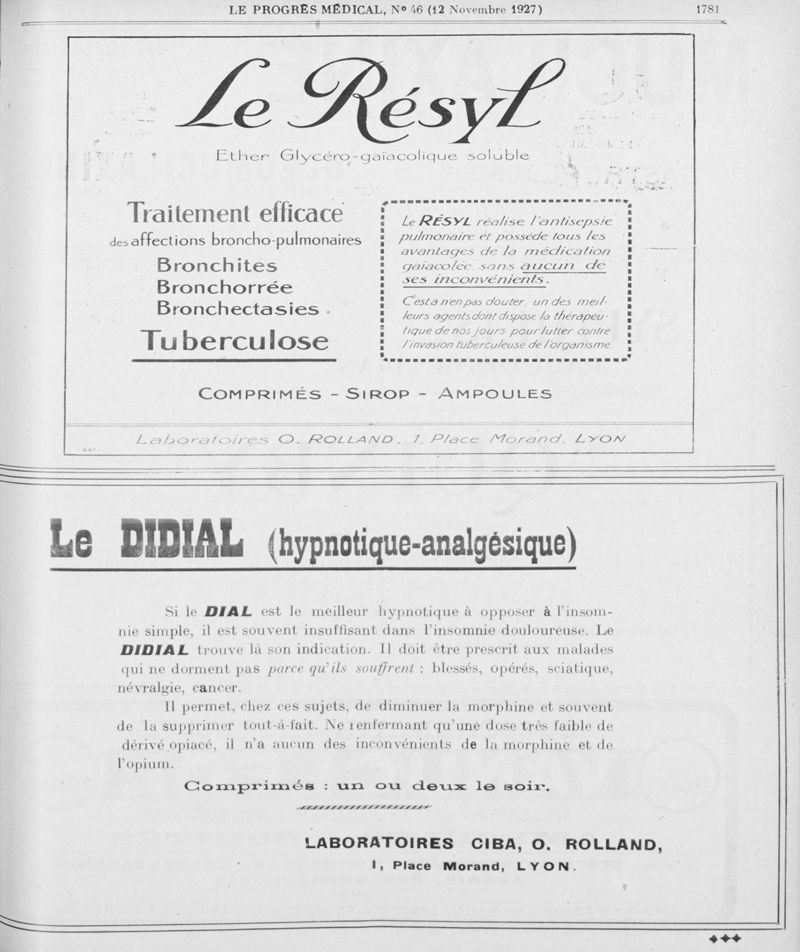 LE PROGRÈS MÉDICAL, No 46 (12 Novembre 1927)
1781
Le Résyl
Ether Glycéro-gaïacolique soluble
Traitement efficace
des affections broncho-pulmonaires
Bronchites
Bronchorrée
Bronchectasies
Tuberculose
Le RÉSYL réalise l'antisepsie
pulmonaire et possède tous les
avantages de la médication
gaïacolée sans aucun de
ses inconvénients.
C'est à n'en pas douter, un des meil-
leurs agents dont dispose la thérapeu-
tique de nos jours pour lutter contre
l'invasion tuberculeuse de l'organisme
COMPRIMÉS - SIROP - AMPOULES
Laboratoires O. ROLLAND, 1, Place Morand, LYON
Le DIDIAL (hypnotique-analgésique)
Si le DIAL est le meilleur hypnotique à opposer à l'insom-
nie simple, il est souvent insuffisant dans l'insomnie douloureuse. Le
DIDIAL trouve là son indication. Il doit être prescrit aux malades
qui ne dorment pas parce qu'ils souffrent : blessés, opérés, sciatique,
névralgie, cancer.
Il permet, chez ces sujets, de diminuer la morphine et souvent
de la supprimer tout-à-fait. Ne renfermant qu'une dose très faible de
dérivé opiacé, il n'a aucun des inconvénients de la morphine et de
l'opium.
Comprimés : un ou deux le soir.
LABORATOIRES CIBA, O. ROLLAND,
1, Place Morand, LYON.